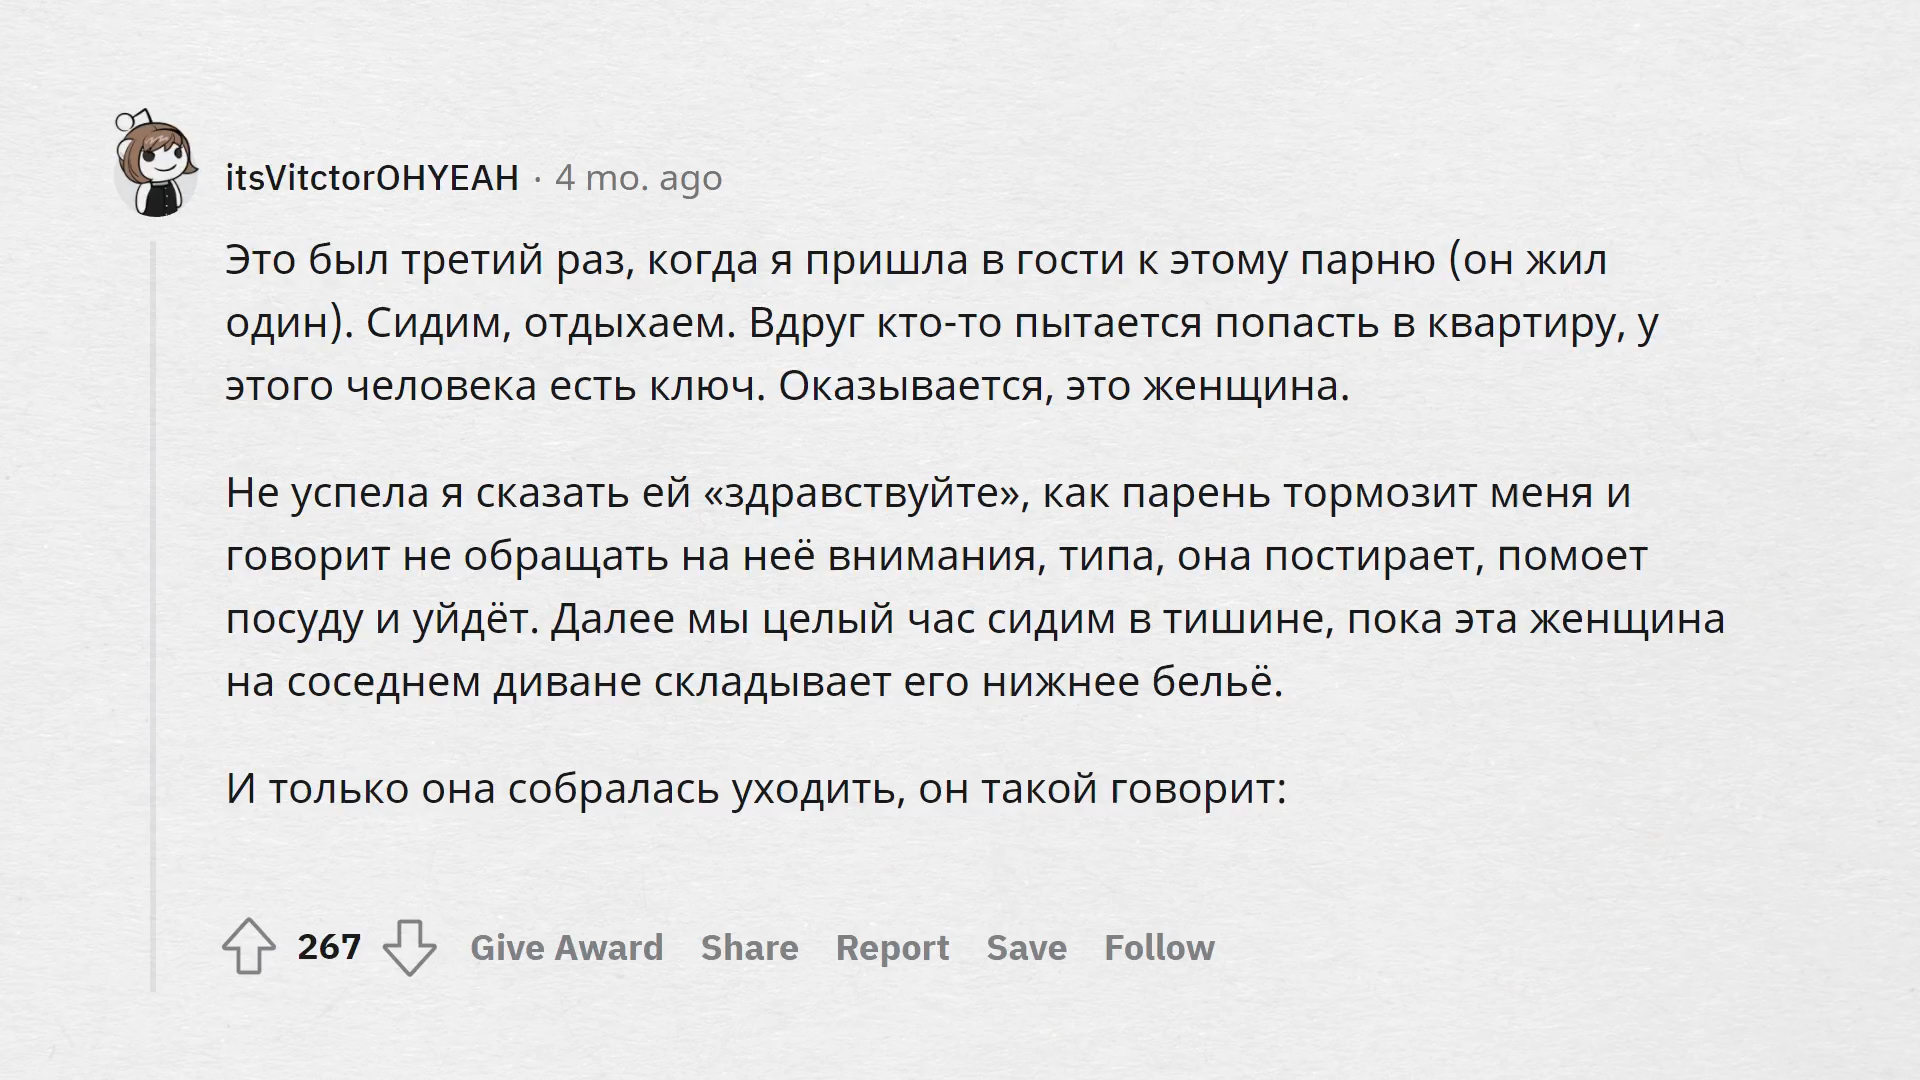 itsVitctorOHYEAH · 4 mo. ago
Это был третий раз, когда я пришла в гости к этому парню (он жил
один). Сидим, отдыхаем. Вдруг кто-то пытается попасть в квартиру, у
этого человека есть ключ. Оказывается, это женщина.
Не успела я сказать ей «здравствуйте», как парень тормозит меня и
говорит не обращать на неё внимания, типа, она постирает, помоет
посуду и уйдёт. Далее мы целый час сидим в тишине, пока эта женщина
на соседнем диване складывает его нижнее бельё.
И только она собралась уходить, он такой говорит:
267 Give Award Share Report Save Follow